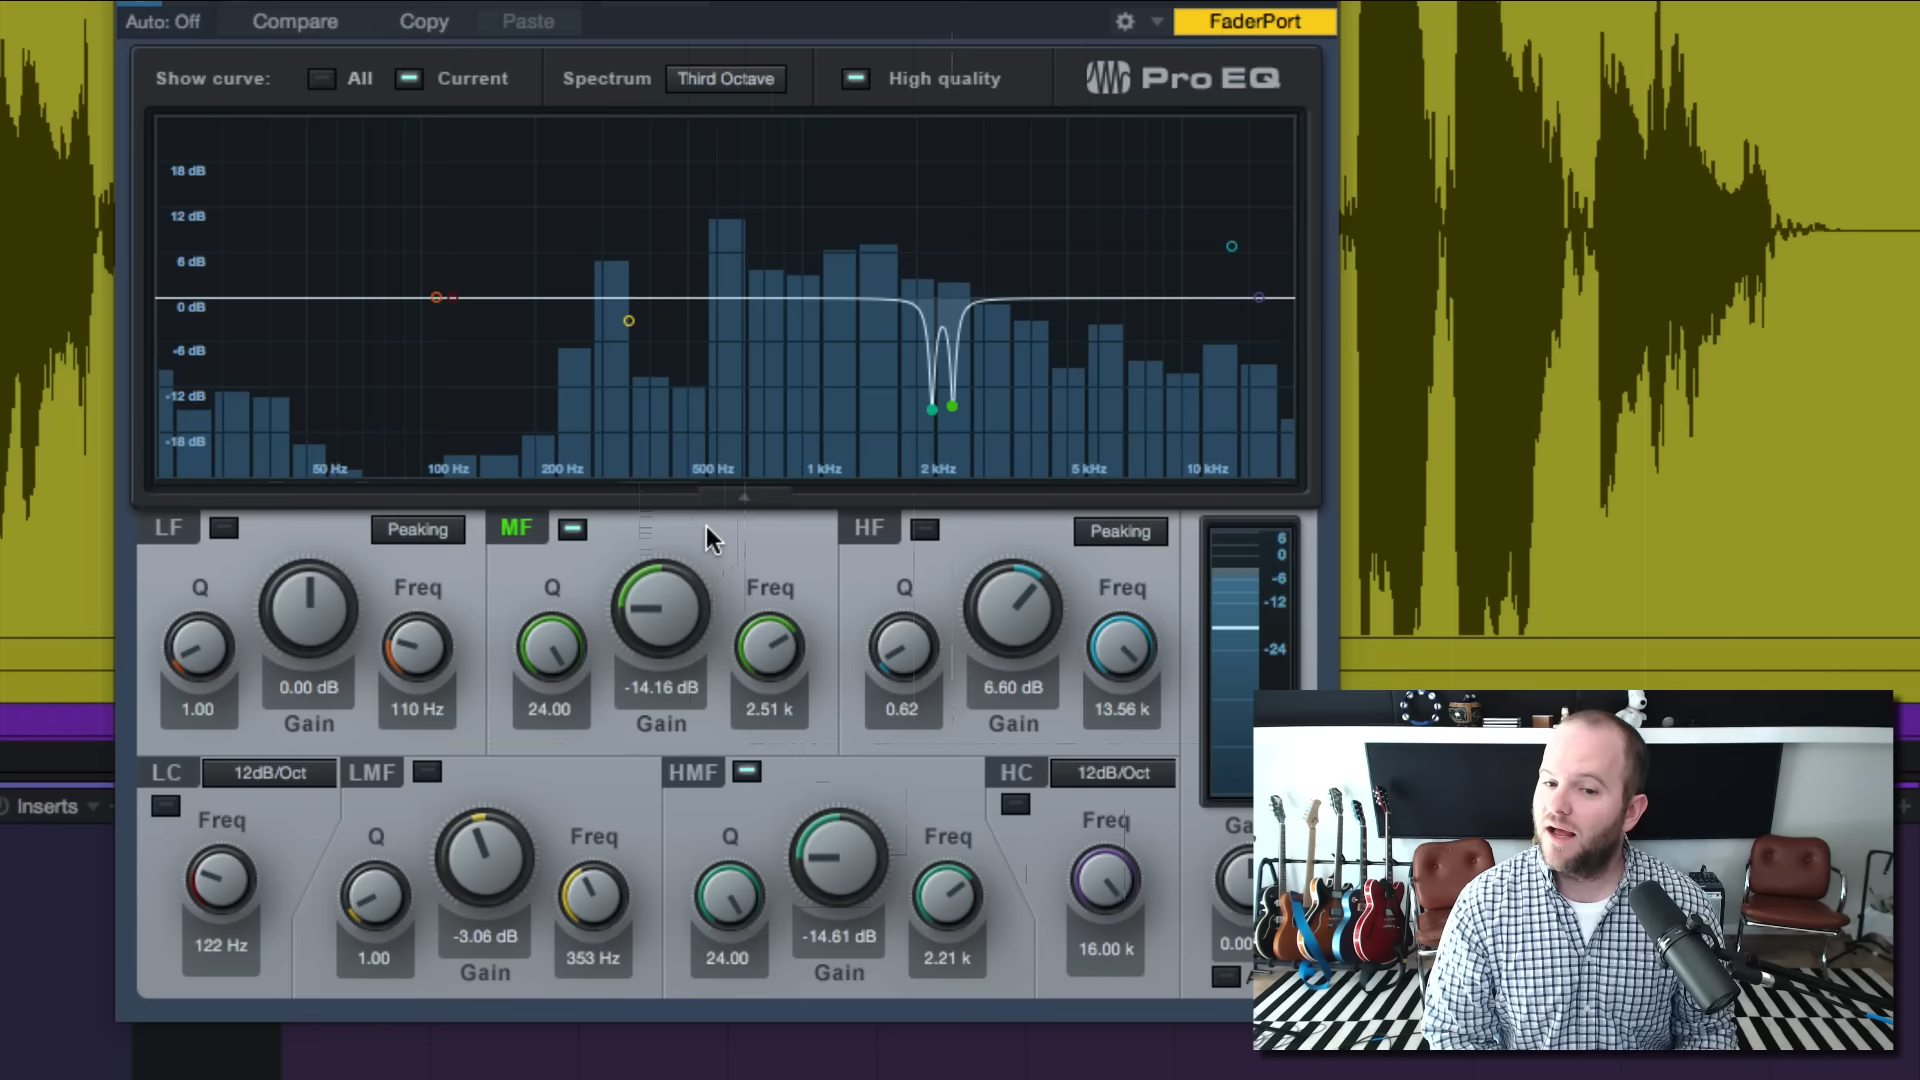 Auto: Off Compare Copy Paste FaderPort
Show curve: All Current Spectrum Third Octave High quality Pro EQ
18 dB
12 dB
6 dB
0 dB
-6 dB
-12 dB
-18 dB
50 Hz 100 Hz 200 Hz 500 Hz 1 kHz 2 kHz 5 kHz 10 kHz
LF Peaking MF HF Peaking
6
0
-6
-12
-24
Q Freq Q Freq Q Freq
0.00 dB -14.16 dB 6.60 dB
1.00 110 Hz 24.00 2.51 k 0.62 13.56 k
Gain Gain Gain
LC 12dB/Oct LMF HMF HC 12dB/Oct
Inserts
Freq Q Freq Q Freq Freq
-3.06 dB -14.61 dB
122 Hz 1.00 353 Hz 24.00 2.21 k 16.00 k 0.00
Gain Gain